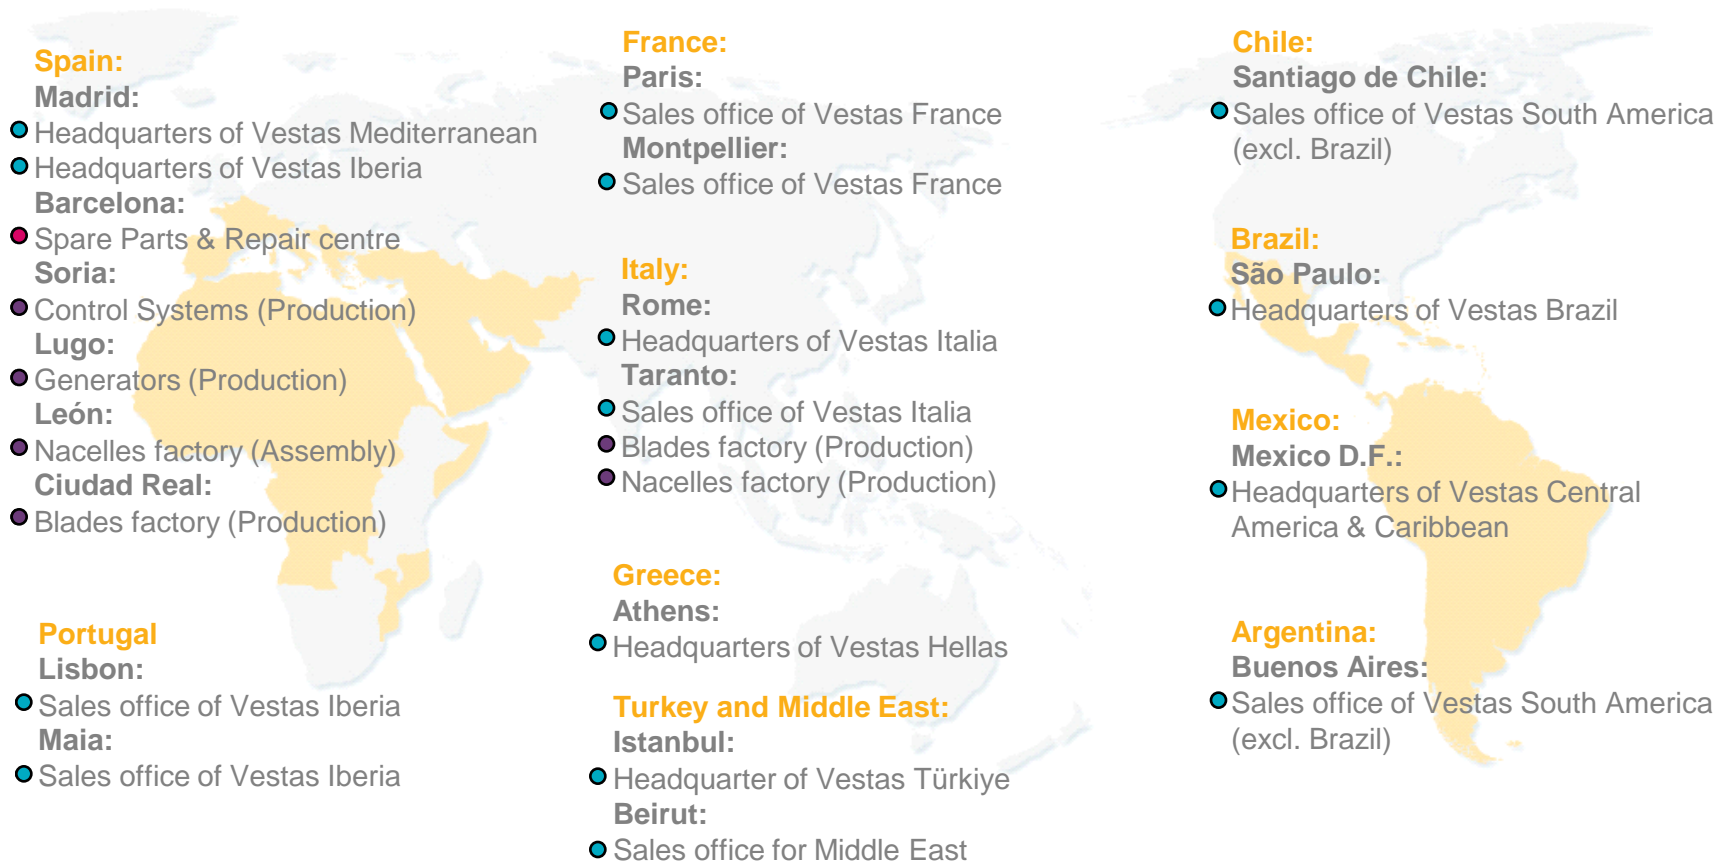 Spain:
Madrid:
Headquarters of Vestas Mediterranean
Headquarters of Vestas Iberia
Barcelona:
Spare Parts & Repair centre
Soria:
Control Systems (Production)
Lugo:
Generators (Production)
León:
Nacelles factory (Assembly)
Ciudad Real:
Blades factory (Production)
Portugal
Lisbon:
Sales office of Vestas Iberia
Maia:
Sales office of Vestas Iberia
France:
Paris:
Sales office of Vestas France
Montpellier:
Sales office of Vestas France
Italy:
Rome:
Headquarters of Vestas Italia
Taranto:
Sales office of Vestas Italia
Blades factory (Production)
Nacelles factory (Production)
Greece:
Athens:
Headquarters of Vestas Hellas
Turkey and Middle East:
Istanbul:
Headquarter of Vestas Türkiye
Beirut:
Sales office for Middle East
Chile:
Santiago de Chile:
Sales office of Vestas South America
(excl. Brazil)
Brazil:
São Paulo:
Headquarters of Vestas Brazil
Mexico:
Mexico D.F.:
Headquarters of Vestas Central
America & Caribbean
Argentina:
Buenos Aires:
Sales office of Vestas South America
(excl. Brazil)